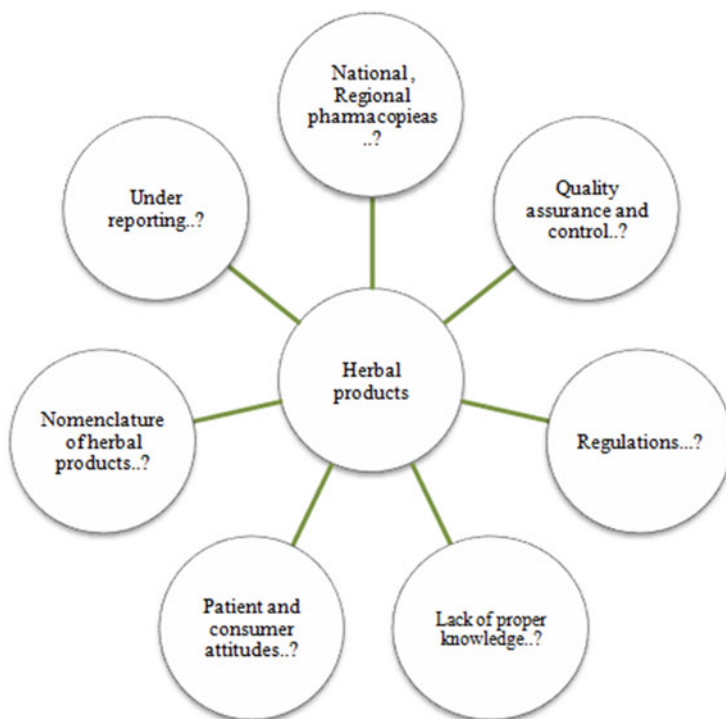 National ,
Regional
pharmacopieas
..?
Quality
assurance and
control..?
Regulations...?
Lack of proper
knowledge..?
Patient and
consumer
attitudes..?
Nomenclature
of herbal
products..?
Under
reporting..?
Herbal
products